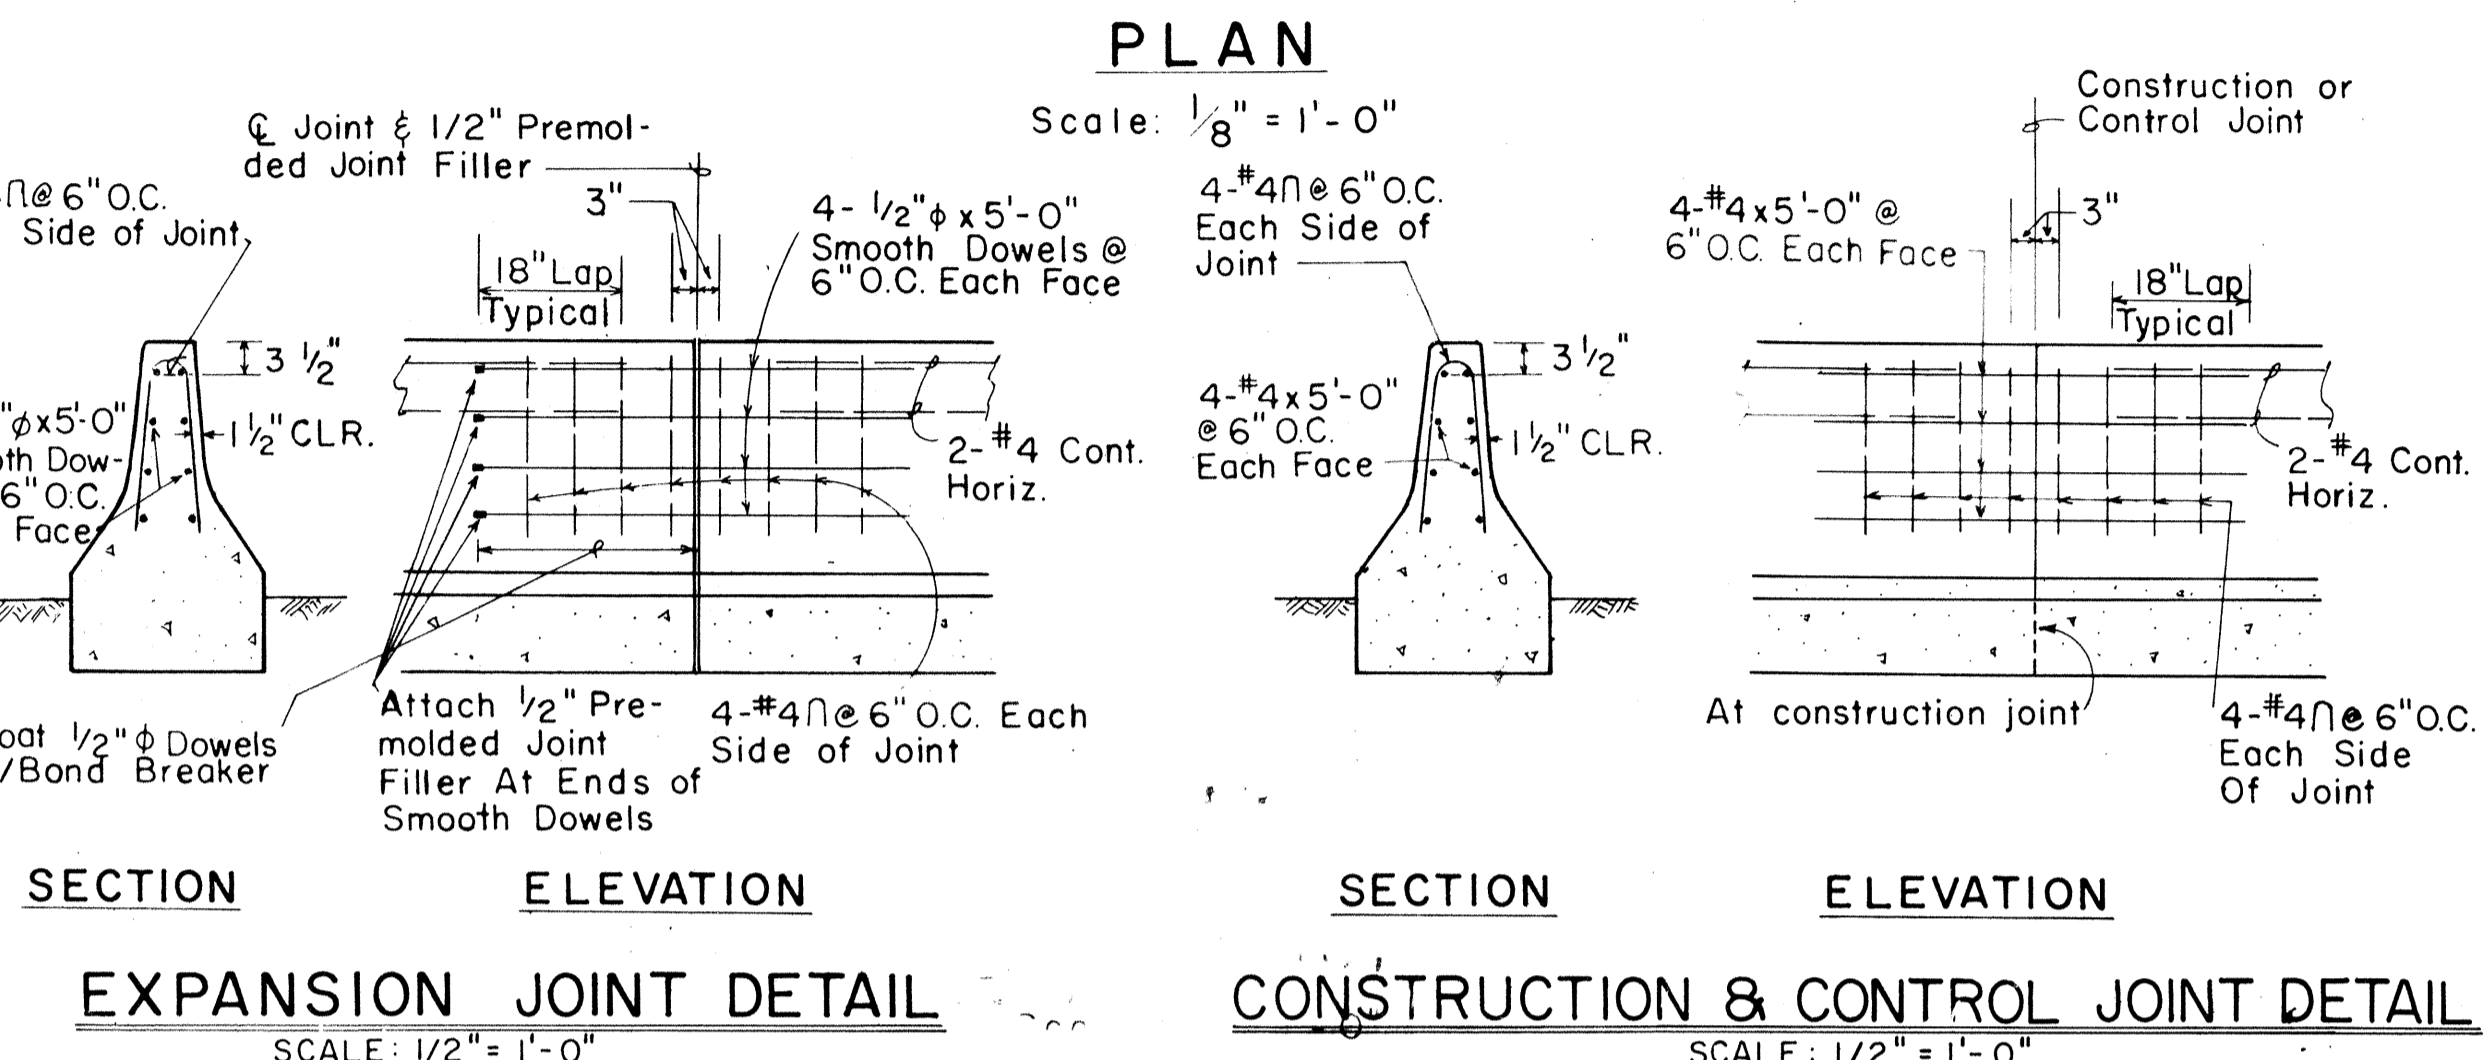 PLAN
Scale: 1/8" = 1'-0"
℄ Joint & 1/2" Premol-
ded Joint Filler
@ 6" O.C.
Side of Joint
3"
18" Lap
Typical
4- 1/2"ϕ x 5'-0"
Smooth Dowels @
6" O.C. Each Face
3 1/2"
"ϕx5'-0"
1 1/2" CLR.
Dow-
6" O.C.
Face
2-#4 Cont.
Horiz.
1/2"ϕ Dowels
/Bond Breaker
Attach 1/2" Pre-
molded Joint
Filler At Ends of
Smooth Dowels
4-#4⋂@ 6" O.C. Each
Side of Joint
SECTION
ELEVATION
EXPANSION JOINT DETAIL
SCALE: 1/2" = 1'-0"
4-#4⋂@ 6" O.C.
Each Side of
Joint
3 1/2"
4-#4x5'-0"
@ 6" O.C.
Each Face
1 1/2" CLR.
Construction or
Control Joint
4-#4x5'-0" @
6" O.C. Each Face
3"
18" Lap
Typical
2-#4 Cont.
Horiz.
At construction joint
4-#4⋂@ 6" O.C.
Each Side
Of Joint
SECTION
ELEVATION
CONSTRUCTION & CONTROL JOINT DETAIL
SCALE: 1/2" = 1'-0"